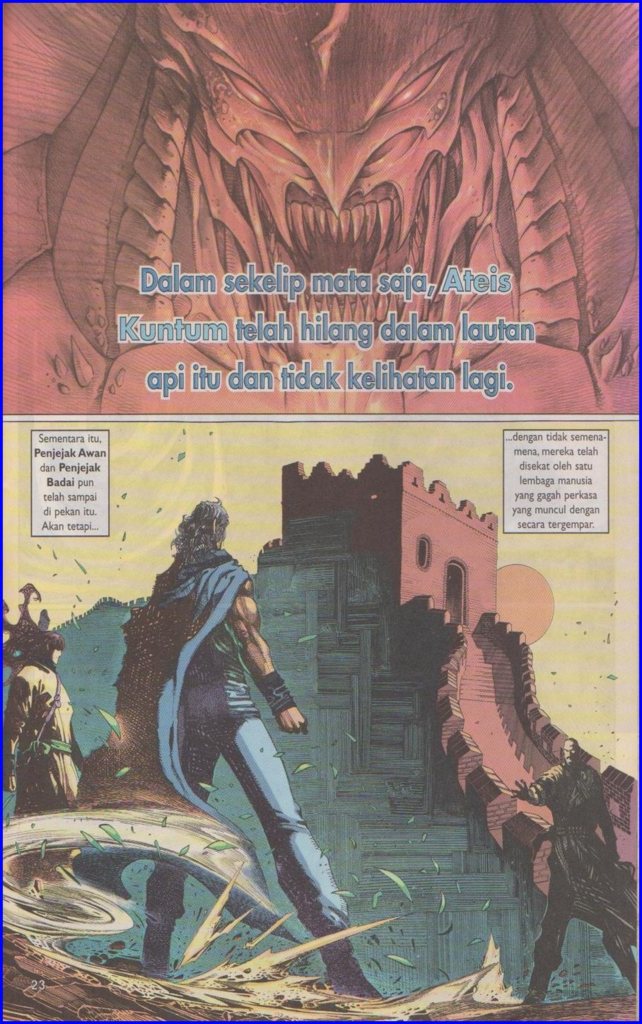 Dalam sekelip mata saja, Ateis
Kuntum telah hilang dalam lautan
api itu dan tidak kelihatan lagi.
Sementara itu,
Penjejak Awan
dan Penjejak
Badai pun
telah sampai
di pekan itu.
Akan tetapi...
...dengan tidak semena-
mena, mereka telah
disekat oleh satu
lembaga manusia
yang gagah perkasa
yang muncul dengan
secara tergempar.
23